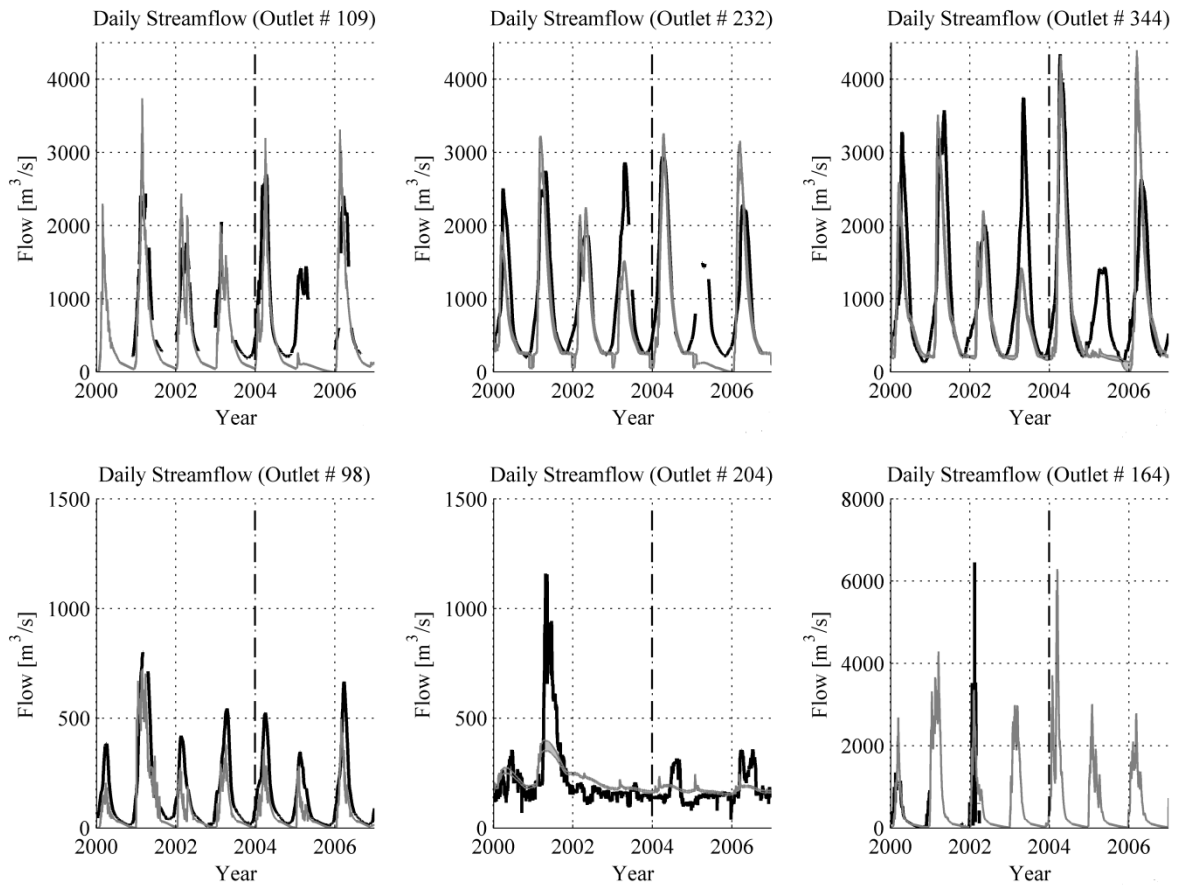 Daily Streamflow (Outlet # 109)
Flow [m³/s]
4000
3000
2000
1000
0
2000 2002 2004 2006
Year
Daily Streamflow (Outlet # 232)
Flow [m³/s]
4000
3000
2000
1000
0
2000 2002 2004 2006
Year
Daily Streamflow (Outlet # 344)
Flow [m³/s]
4000
3000
2000
1000
0
2000 2002 2004 2006
Year
Daily Streamflow (Outlet # 98)
Flow [m³/s]
1500
1000
500
0
2000 2002 2004 2006
Year
Daily Streamflow (Outlet # 204)
Flow [m³/s]
1500
1000
500
0
2000 2002 2004 2006
Year
Daily Streamflow (Outlet # 164)
Flow [m³/s]
8000
6000
4000
2000
0
2000 2002 2004 2006
Year